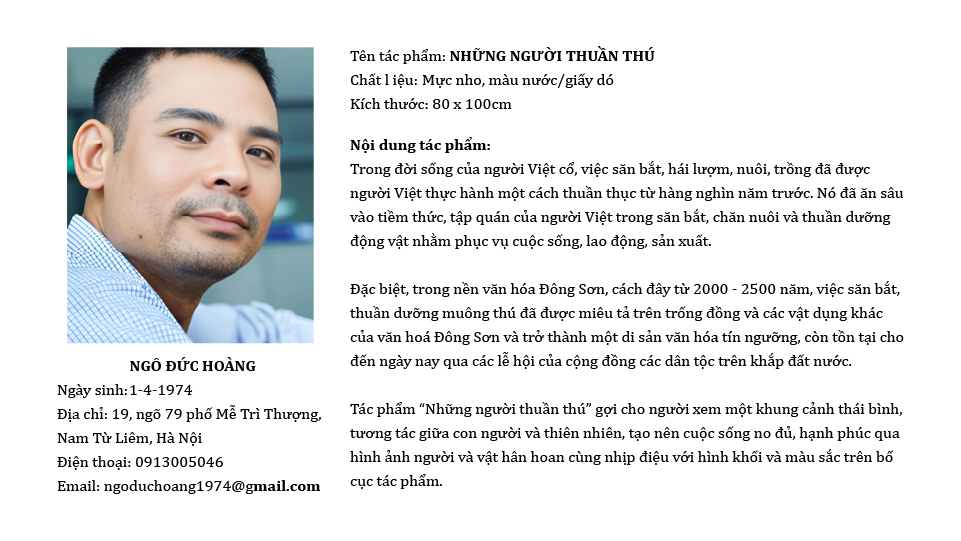 NGÔ ĐỨC HOÀNG
Ngày sinh:1-4-1974
Địa chỉ: 19, ngõ 79 phố Mễ Trì Thượng,
Nam Từ Liêm, Hà Nội
Điện thoại: 0913005046
Email: ngoduchoang1974@gmail.com
Tên tác phẩm: NHỮNG NGƯỜI THUẦN THÚ
Chất l iệu: Mực nho, màu nước/giấy dó
Kích thước: 80 x 100cm
Nội dung tác phẩm:
Trong đời sống của người Việt cổ, việc săn bắt, hái lượm, nuôi, trồng đã được
người Việt thực hành một cách thuần thục từ hàng nghìn năm trước. Nó đã ăn sâu
vào tiềm thức, tập quán của người Việt trong săn bắt, chăn nuôi và thuần dưỡng
động vật nhằm phục vụ cuộc sống, lao động, sản xuất.
Đặc biệt, trong nền văn hóa Đông Sơn, cách đây từ 2000 - 2500 năm, việc săn bắt,
thuần dưỡng muông thú đã được miêu tả trên trống đồng và các vật dụng khác
của văn hoá Đông Sơn và trở thành một di sản văn hóa tín ngưỡng, còn tồn tại cho
đến ngày nay qua các lễ hội của cộng đồng các dân tộc trên khắp đất nước.
Tác phẩm “Những người thuần thú” gợi cho người xem một khung cảnh thái bình,
tương tác giữa con người và thiên nhiên, tạo nên cuộc sống no đủ, hạnh phúc qua
hình ảnh người và vật hân hoan cùng nhịp điệu với hình khối và màu sắc trên bố
cục tác phẩm.